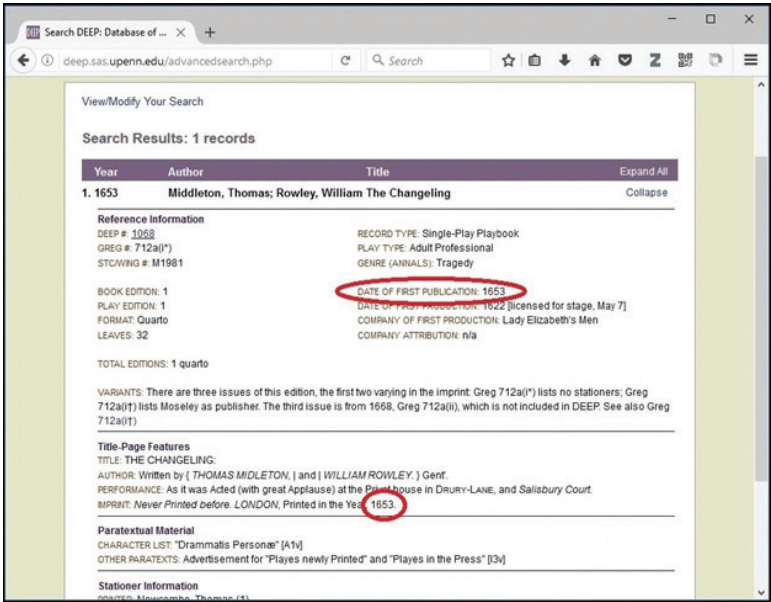 Search DEEP: Database of ... × +
deep.sas.upenn.edu/advancedsearch.php Search
View/Modify Your Search
Search Results: 1 records
Year Author Title Expand All
1. 1653 Middleton, Thomas; Rowley, William The Changeling Collapse
Reference Information
DEEP #: 1068 RECORD TYPE: Single-Play Playbook
GREG #: 712a(i*) PLAY TYPE: Adult Professional
STC/WING #: M1981 GENRE (ANNALS): Tragedy
BOOK EDITION: 1 DATE OF FIRST PUBLICATION: 1653
PLAY EDITION: 1 DATE OF FIRST PRODUCTION: 1622 [licensed for stage, May 7]
FORMAT: Quarto COMPANY OF FIRST PRODUCTION: Lady Elizabeth's Men
LEAVES: 32 COMPANY ATTRIBUTION: n/a
TOTAL EDITIONS: 1 quarto
VARIANTS: There are three issues of this edition, the first two varying in the imprint: Greg 712a(i*) lists no stationers; Greg
712a(i†) lists Moseley as publisher. The third issue is from 1668, Greg 712a(ii), which is not included in DEEP. See also Greg
712a(i†)
Title-Page Features
TITLE: THE CHANGELING:
AUTHOR: Written by { THOMAS MIDLETON, | and | WILLIAM ROWLEY. } Gent'.
PERFORMANCE: As it was Acted (with great Applause) at the Privat house in DRURY-LANE, and Salisbury Court.
IMPRINT: Never Printed before. LONDON, Printed in the Year, 1653.
Paratextual Material
CHARACTER LIST: "Drammatis Personæ" [A1v]
OTHER PARATEXTS: Advertisement for "Playes newly Printed" and "Playes in the Press" [I3v]
Stationer Information
PRINTER: Newcombe, Thomas (1)